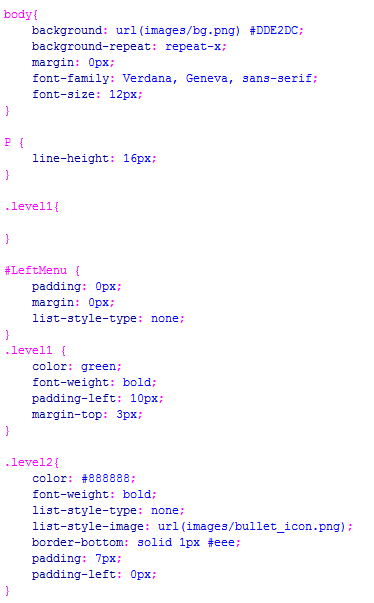 body{
    background: url(images/bg.png) #DDE2DC;
    background-repeat: repeat-x;
    margin: 0px;
    font-family: Verdana, Geneva, sans-serif;
    font-size: 12px;
}

P {
    line-height: 16px;
}

.level1{

}

#LeftMenu {
    padding: 0px;
    margin: 0px;
    list-style-type: none;
}
.level1 {
    color: green;
    font-weight: bold;
    padding-left: 10px;
    margin-top: 3px;
}

.level2{
    color: #888888;
    font-weight: bold;
    list-style-type: none;
    list-style-image: url(images/bullet_icon.png);
    border-bottom: solid 1px #eee;
    padding: 7px;
    padding-left: 0px;
}